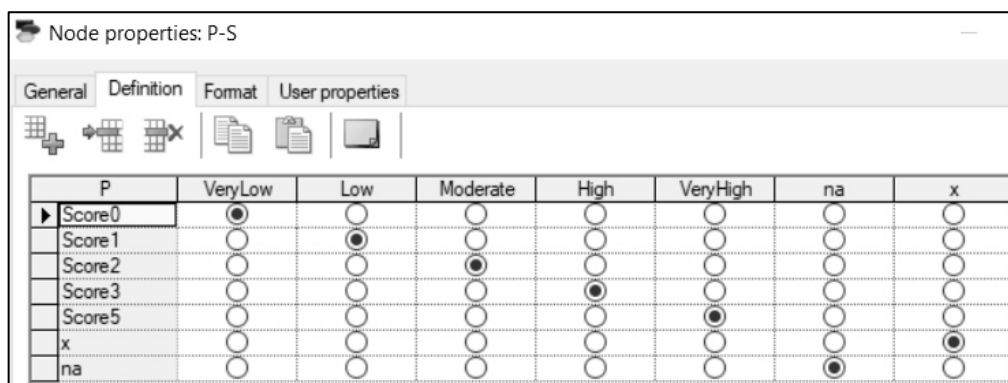 Node properties: P-S
General Definition Format User properties
P VeryLow Low Moderate High VeryHigh na x
Score0
Score1
Score2
Score3
Score5
x
na